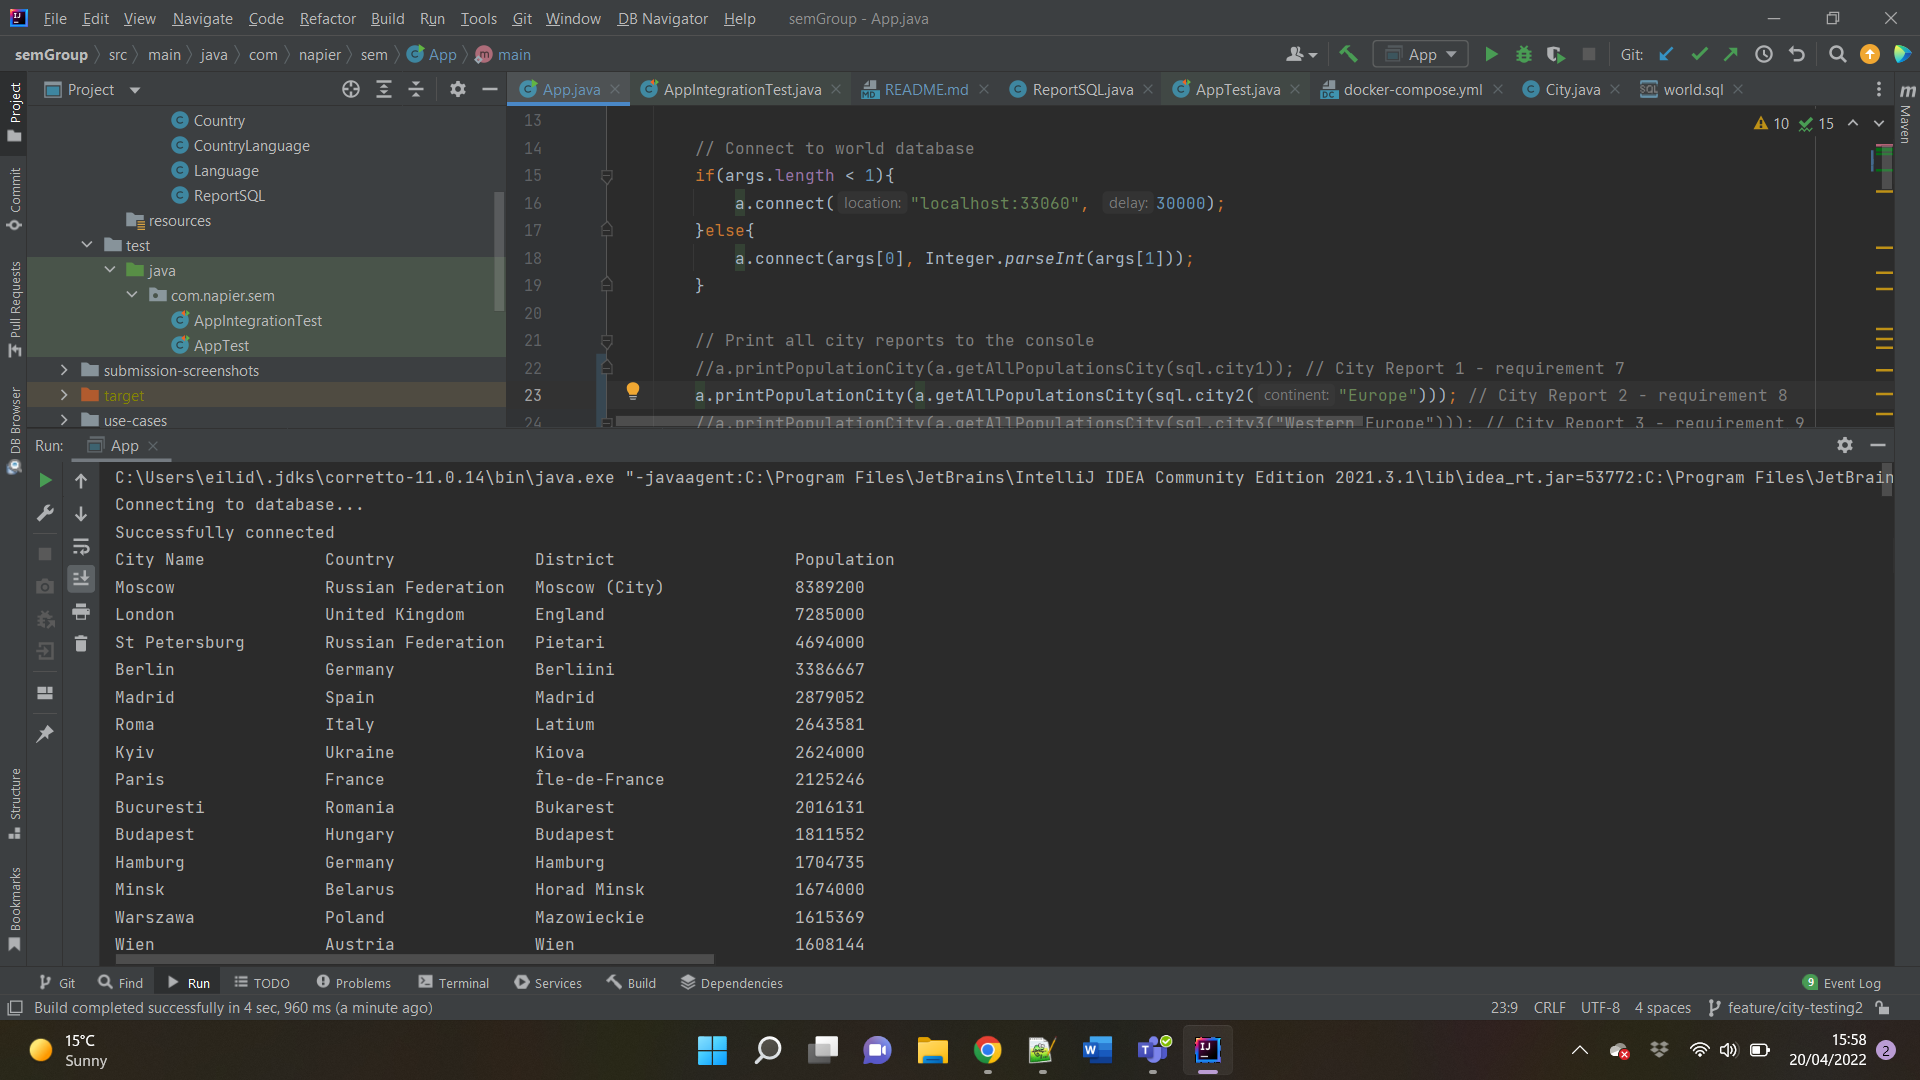 File Edit View Navigate Code Refactor Build Run Tools Git Window DB Navigator Help semGroup - App.java
semGroup src main java com napier sem App main App Git:
Project App.java AppIntegrationTest.java README.md ReportSQL.java AppTest.java docker-compose.yml City.java world.sql
Project
Commit
Pull Requests
DB Browser
Structure
Bookmarks
Maven
Country
CountryLanguage
Language
ReportSQL
resources
test
java
com.napier.sem
AppIntegrationTest
AppTest
submission-screenshots
target
use-cases
10 15
13
14 // Connect to world database
15 if(args.length < 1){
16 a.connect( location: "localhost:33060", delay: 30000);
17 }else{
18 a.connect(args[0], Integer.parseInt(args[1]));
19 }
20
21 // Print all city reports to the console
22 //a.printPopulationCity(a.getAllPopulationsCity(sql.city1)); // City Report 1 - requirement 7
23 a.printPopulationCity(a.getAllPopulationsCity(sql.city2( continent: "Europe"))); // City Report 2 - requirement 8
24 //a.printPopulationCity(a.getAllPopulationsCity(sql.city3("Western Europe"))); // City Report 3 - requirement 9
Run: App
C:\Users\eilid\.jdks\corretto-11.0.14\bin\java.exe "-javaagent:C:\Program Files\JetBrains\IntelliJ IDEA Community Edition 2021.3.1\lib\idea_rt.jar=53772:C:\Program Files\JetBrain
Connecting to database...
Successfully connected
City Name Country District Population
Moscow Russian Federation Moscow (City) 8389200
London United Kingdom England 7285000
St Petersburg Russian Federation Pietari 4694000
Berlin Germany Berliini 3386667
Madrid Spain Madrid 2879052
Roma Italy Latium 2643581
Kyiv Ukraine Kiova 2624000
Paris France Île-de-France 2125246
Bucuresti Romania Bukarest 2016131
Budapest Hungary Budapest 1811552
Hamburg Germany Hamburg 1704735
Minsk Belarus Horad Minsk 1674000
Warszawa Poland Mazowieckie 1615369
Wien Austria Wien 1608144
Git Find Run TODO Problems Terminal Services Build Dependencies 9 Event Log
Build completed successfully in 4 sec, 960 ms (a minute ago) 23:9 CRLF UTF-8 4 spaces feature/city-testing2
15°C
Sunny
15:58
20/04/2022
2